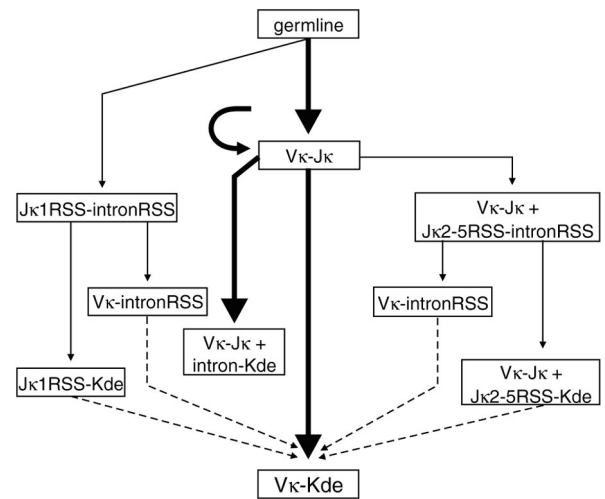 germline
Vκ-Jκ
Jκ1RSS-intronRSS
Vκ-Jκ +
Jκ2-5RSS-intronRSS
Vκ-intronRSS
Vκ-intronRSS
Vκ-Jκ +
intron-Kde
Jκ1RSS-Kde
Vκ-Jκ +
Jκ2-5RSS-Kde
Vκ-Kde